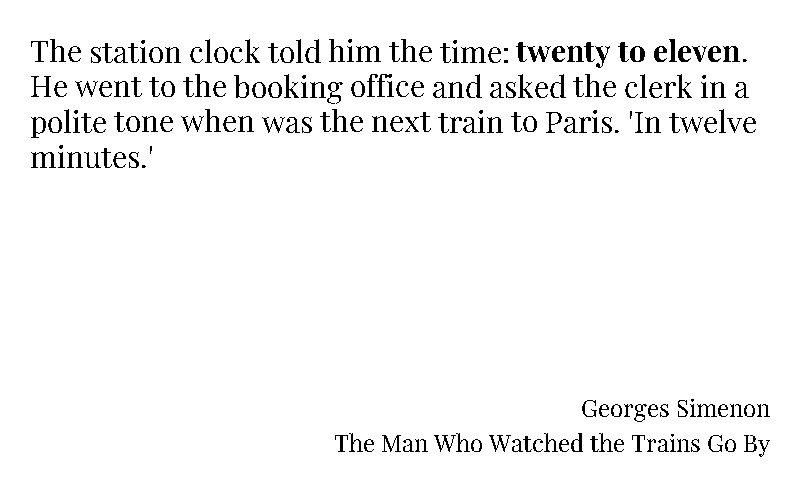 The station clock told him the time: twenty to eleven.
He went to the booking office and asked the clerk in a
polite tone when was the next train to Paris. 'In twelve
minutes.'
Georges Simenon
The Man Who Watched the Trains Go By